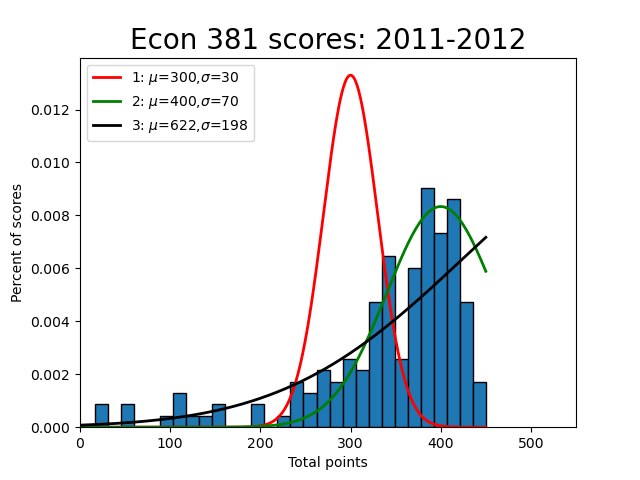 Econ 381 scores: 2011-2012
1: μ=300,σ=30
2: μ=400,σ=70
3: μ=622,σ=198
Percent of scores
0.012
0.010
0.008
0.006
0.004
0.002
0.000
0 100 200 300 400 500
Total points